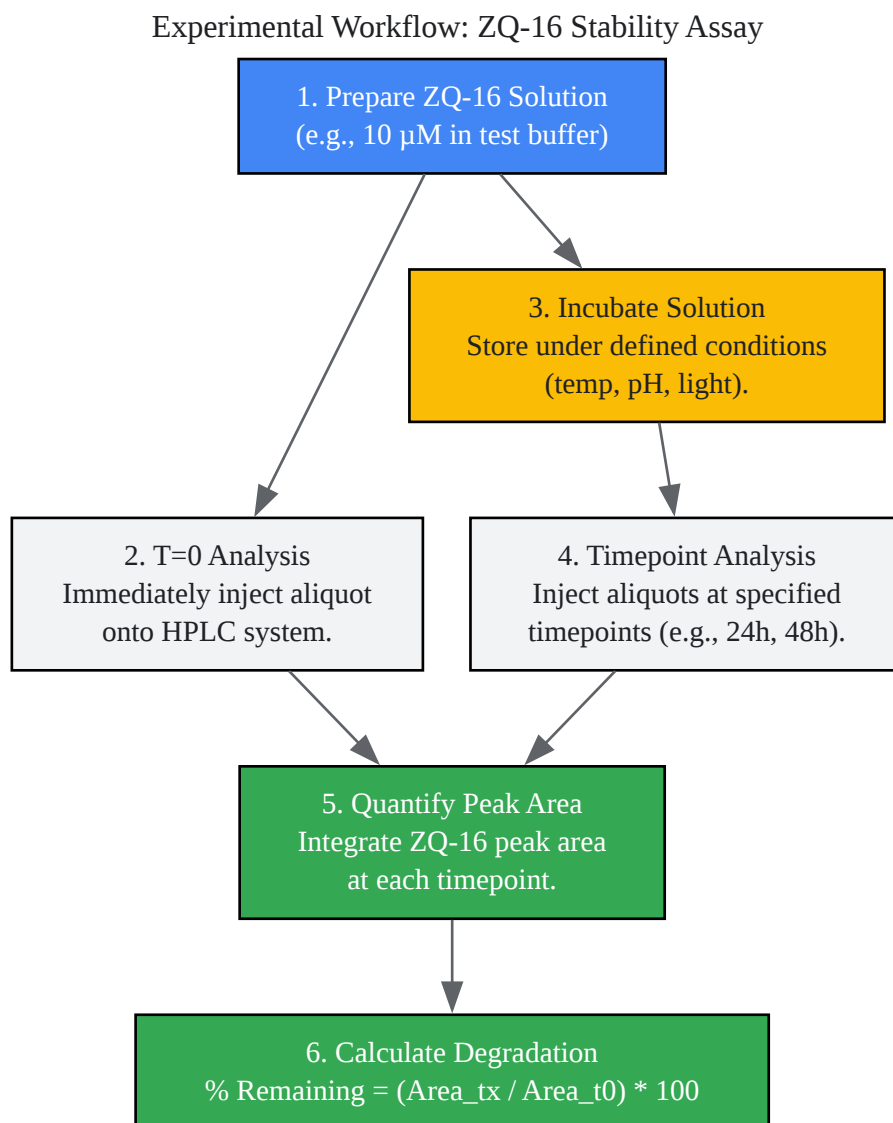 Experimental Workflow: ZQ-16 Stability Assay
1. Prepare ZQ-16 Solution
(e.g., 10 µM in test buffer)
3. Incubate Solution
Store under defined conditions
(temp, pH, light).
2. T=0 Analysis
Immediately inject aliquot
onto HPLC system.
4. Timepoint Analysis
Inject aliquots at specified
timepoints (e.g., 24h, 48h).
5. Quantify Peak Area
Integrate ZQ-16 peak area
at each timepoint.
6. Calculate Degradation
% Remaining = (Area_tx / Area_t0) * 100